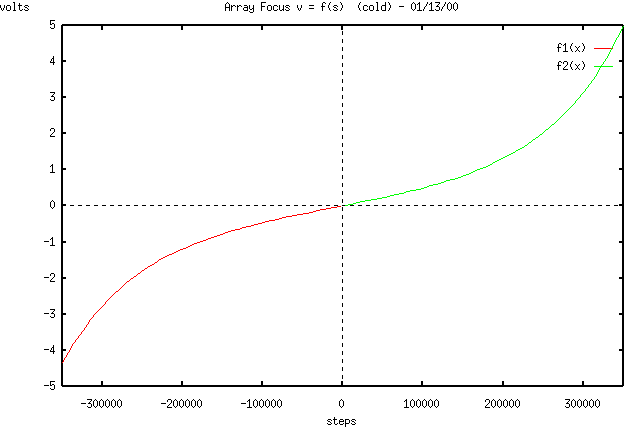 volts
Array Focus v = f(s) (cold) - 01/13/00
5
4
3
2
1
0
-1
-2
-3
-4
-5
f1(x)
f2(x)
-300000 -200000 -100000 0 100000 200000 300000
steps